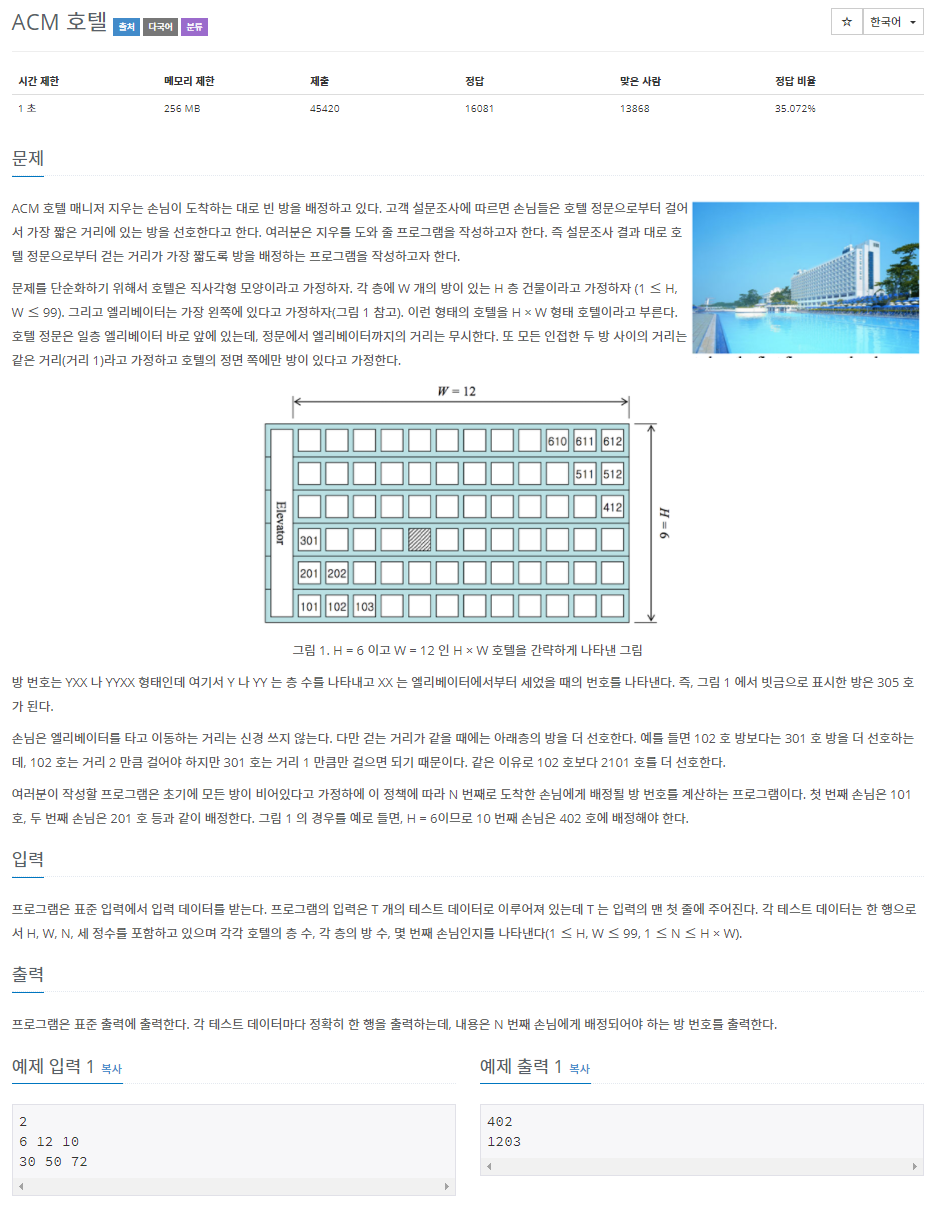 ACM 호텔 출처 다국어 분류
☆ 한국어
시간 제한 메모리 제한 제출 정답 맞은 사람 정답 비율
1 초 256 MB 45420 16081 13868 35.072%
문제
ACM 호텔 매니저 지우는 손님이 도착하는 대로 빈 방을 배정하고 있다. 고객 설문조사에 따르면 손님들은 호텔 정문으로부터 걸어
서 가장 짧은 거리에 있는 방을 선호한다고 한다. 여러분은 지우를 도와 줄 프로그램을 작성하고자 한다. 즉 설문조사 결과 대로 호
텔 정문으로부터 걷는 거리가 가장 짧도록 방을 배정하는 프로그램을 작성하고자 한다.
문제를 단순화하기 위해서 호텔은 직사각형 모양이라고 가정하자. 각 층에 W 개의 방이 있는 H 층 건물이라고 가정하자 (1 ≤ H,
W ≤ 99). 그리고 엘리베이터는 가장 왼쪽에 있다고 가정하자(그림 1 참고). 이런 형태의 호텔을 H × W 형태 호텔이라고 부른다.
호텔 정문은 일층 엘리베이터 바로 앞에 있는데, 정문에서 엘리베이터까지의 거리는 무시한다. 또 모든 인접한 두 방 사이의 거리는
같은 거리(거리 1)라고 가정하고 호텔의 정면 쪽에만 방이 있다고 가정한다.
W = 12
610 611 612
511 512
412
Elevator
H = 6
301
201 202
101 102 103
그림 1. H = 6 이고 W = 12 인 H × W 호텔을 간략하게 나타낸 그림
방 번호는 YXX 나 YYXX 형태인데 여기서 Y 나 YY 는 층 수를 나타내고 XX 는 엘리베이터에서부터 세었을 때의 번호를 나타낸다. 즉, 그림 1 에서 빗금으로 표시한 방은 305 호
가 된다.
손님은 엘리베이터를 타고 이동하는 거리는 신경 쓰지 않는다. 다만 걷는 거리가 같을 때에는 아래층의 방을 더 선호한다. 예를 들면 102 호 방보다는 301 호 방을 더 선호하는
데, 102 호는 거리 2 만큼 걸어야 하지만 301 호는 거리 1 만큼만 걸으면 되기 때문이다. 같은 이유로 102 호보다 2101 호를 더 선호한다.
여러분이 작성할 프로그램은 초기에 모든 방이 비어있다고 가정하에 이 정책에 따라 N 번째로 도착한 손님에게 배정될 방 번호를 계산하는 프로그램이다. 첫 번째 손님은 101
호, 두 번째 손님은 201 호 등과 같이 배정한다. 그림 1 의 경우를 예로 들면, H = 6이므로 10 번째 손님은 402 호에 배정해야 한다.
입력
프로그램은 표준 입력에서 입력 데이터를 받는다. 프로그램의 입력은 T 개의 테스트 데이터로 이루어져 있는데 T 는 입력의 맨 첫 줄에 주어진다. 각 테스트 데이터는 한 행으로
서 H, W, N, 세 정수를 포함하고 있으며 각각 호텔의 층 수, 각 층의 방 수, 몇 번째 손님인지를 나타낸다(1 ≤ H, W ≤ 99, 1 ≤ N ≤ H × W).
출력
프로그램은 표준 출력에 출력한다. 각 테스트 데이터마다 정확히 한 행을 출력하는데, 내용은 N 번째 손님에게 배정되어야 하는 방 번호를 출력한다.
예제 입력 1 복사
2
6 12 10
30 50 72
예제 출력 1 복사
402
1203